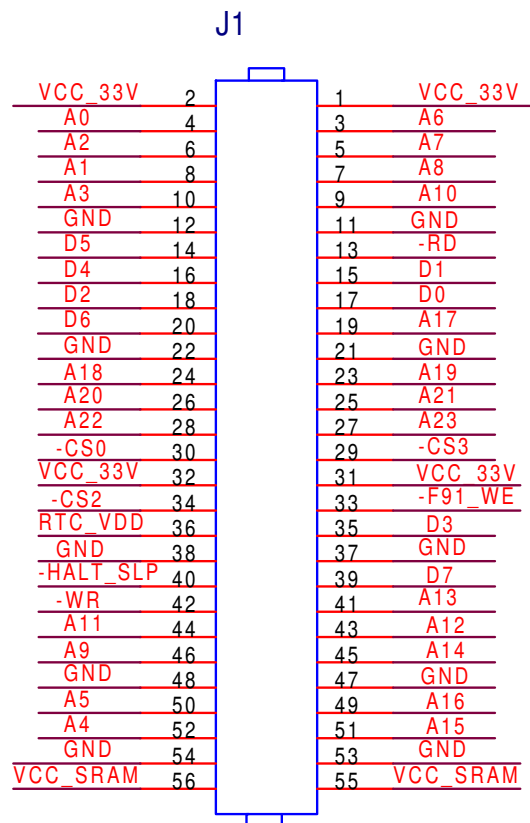 J1
VCC_33V 2 1 VCC_33V
A0 4 3 A6
A2 6 5 A7
A1 8 7 A8
A3 10 9 A10
GND 12 11 GND
D5 14 13 -RD
D4 16 15 D1
D2 18 17 D0
D6 20 19 A17
GND 22 21 GND
A18 24 23 A19
A20 26 25 A21
A22 28 27 A23
-CS0 30 29 -CS3
VCC_33V 32 31 VCC_33V
-CS2 34 33 -F91_WE
RTC_VDD 36 35 D3
GND 38 37 GND
-HALT_SLP 40 39 D7
-WR 42 41 A13
A11 44 43 A12
A9 46 45 A14
GND 48 47 GND
A5 50 49 A16
A4 52 51 A15
GND 54 53 GND
VCC_SRAM 56 55 VCC_SRAM